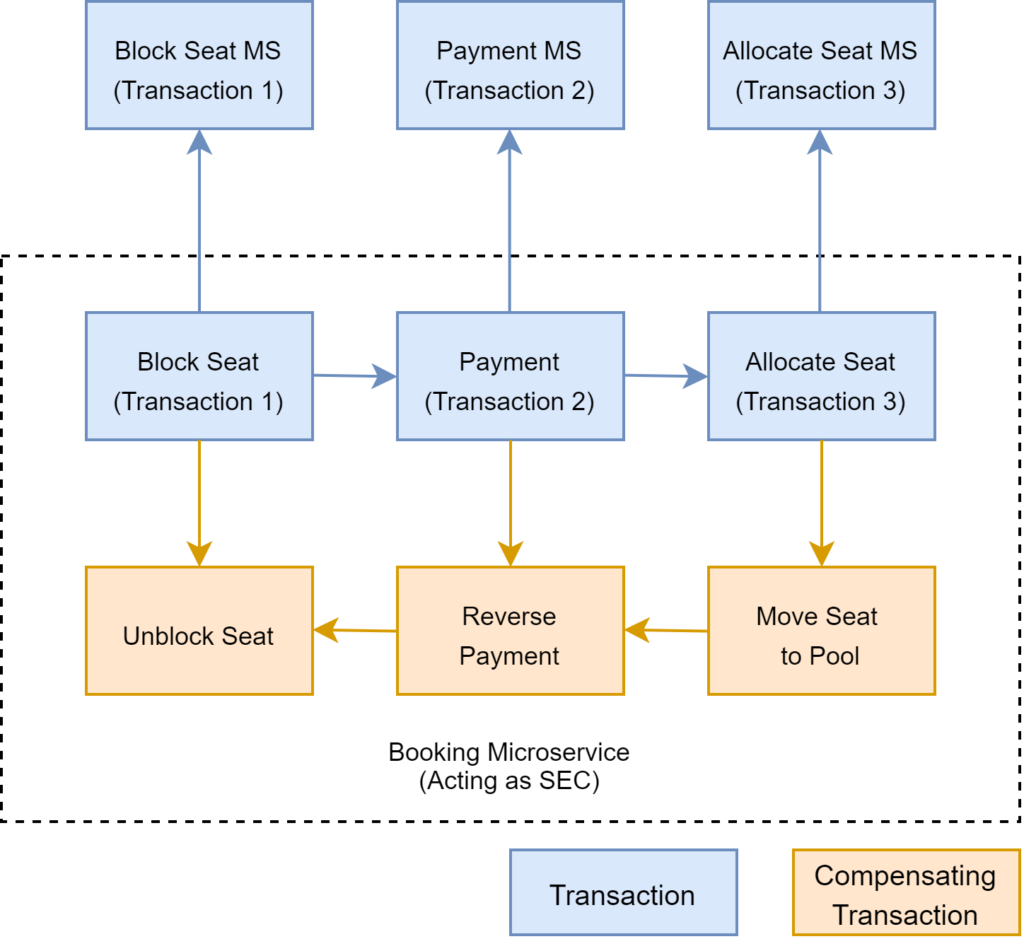 Block Seat MS
(Transaction 1)
Payment MS
(Transaction 2)
Allocate Seat MS
(Transaction 3)
Block Seat
(Transaction 1)
Payment
(Transaction 2)
Allocate Seat
(Transaction 3)
Unblock Seat
Reverse
Payment
Move Seat
to Pool
Booking Microservice
(Acting as SEC)
Transaction
Compensating
Transaction